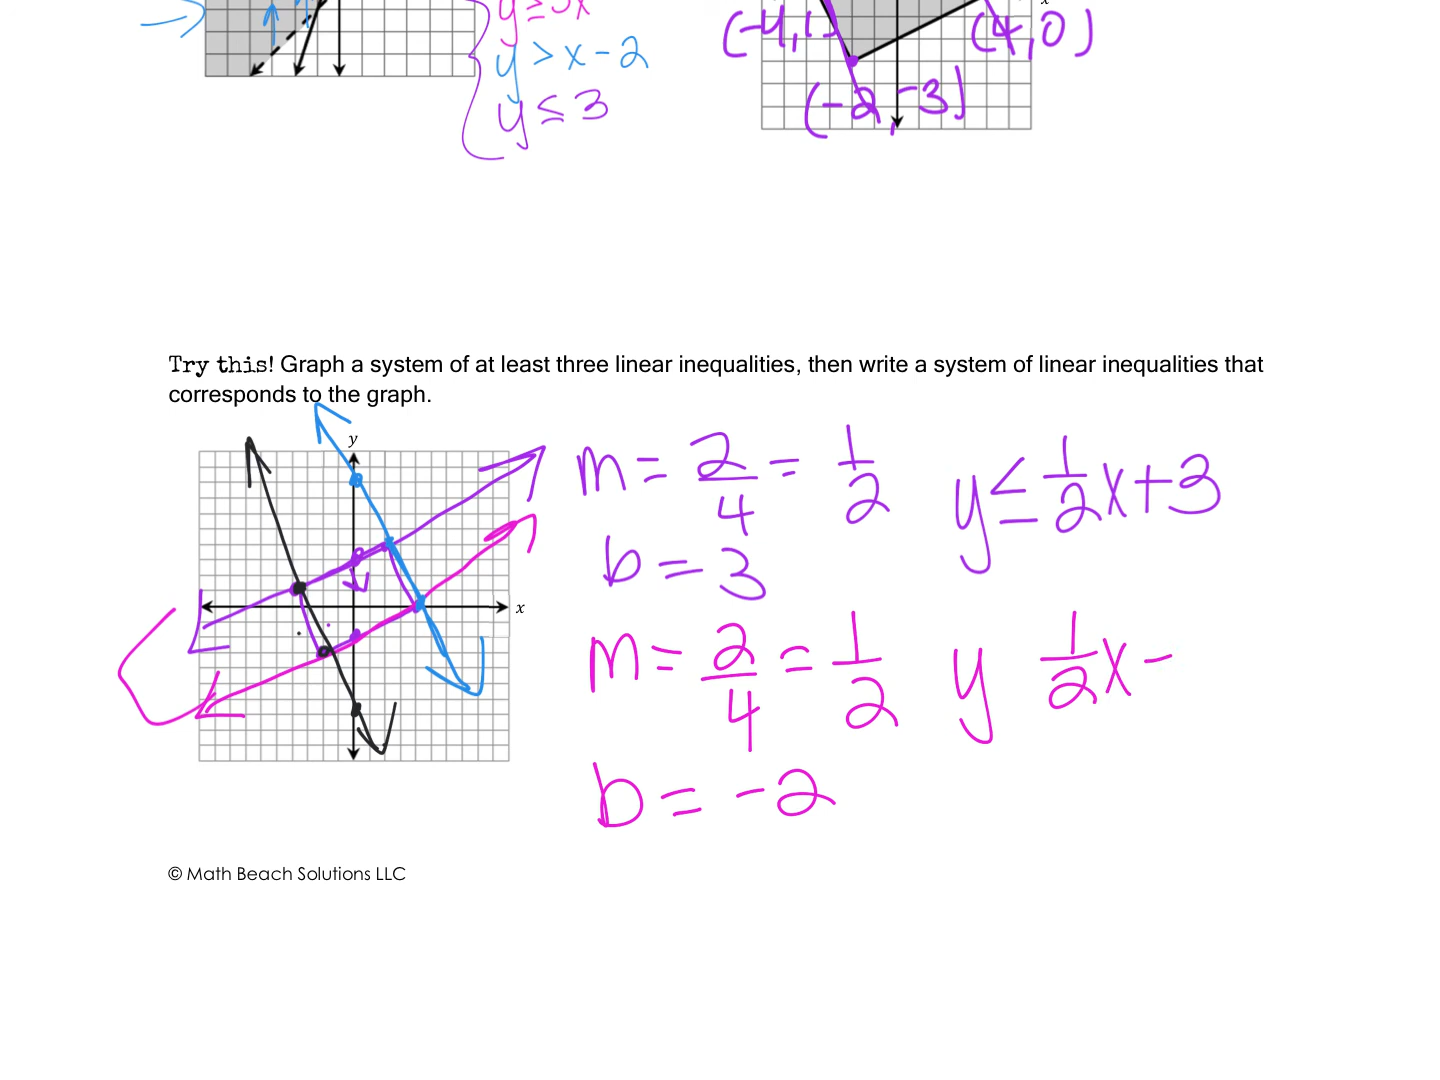 y ≥ 3x
y > x - 2
y ≤ 3
(-4,1)
(4,0)
(-2,-3)
x
Try this! Graph a system of at least three linear inequalities, then write a system of linear inequalities that
corresponds to the graph.
y
x
m = 2/4 = 1/2 y ≤ 1/2x+3
b = 3
m = 2/4 = 1/2 y 1/2x -
b = -2
© Math Beach Solutions LLC